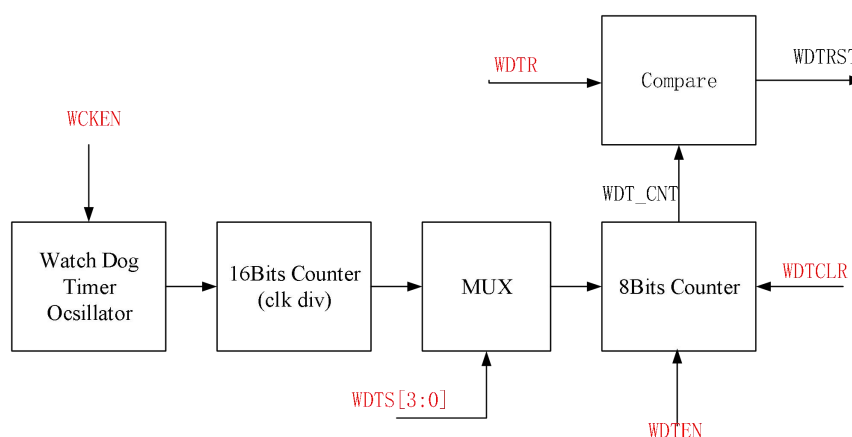 WDTR
WDTRST
Compare
WCKEN
WDT_CNT
Watch Dog
Timer
Ocsillator
16Bits Counter
(clk div)
MUX
8Bits Counter
WDTCLR
WDTS[3:0]
WDTEN